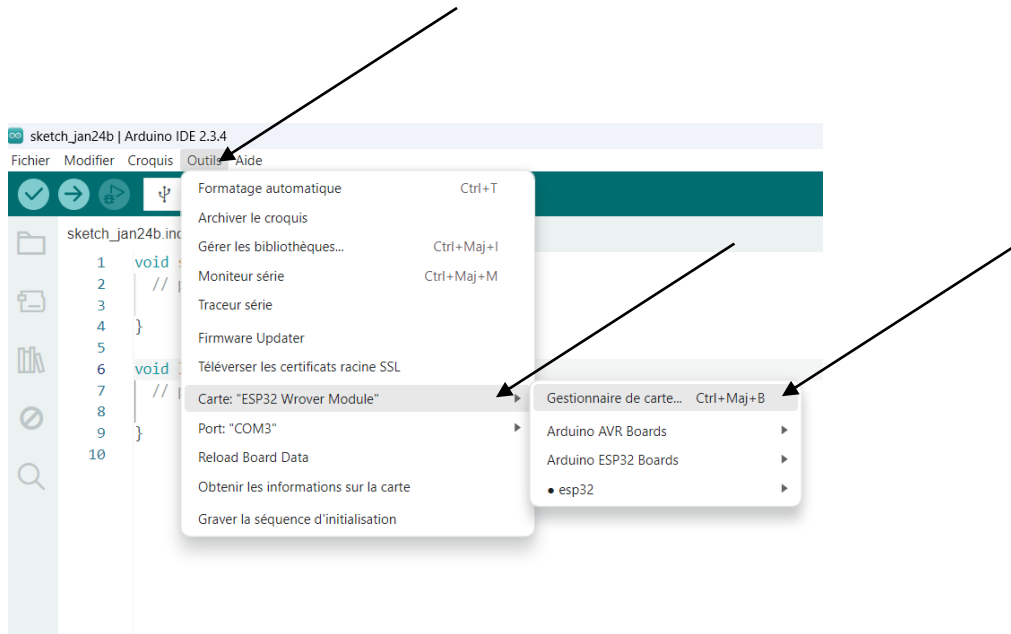 sketch_jan24b | Arduino IDE 2.3.4
Fichier Modifier Croquis Outils Aide
Formatage automatique Ctrl+T
Archiver le croquis
sketch_jan24b.ino
Gérer les bibliothèques... Ctrl+Maj+I
1 void
Moniteur série Ctrl+Maj+M
2 //
Traceur série
3
4 }
Firmware Updater
5
Téléverser les certificats racine SSL
6 void
7 //
Carte: "ESP32 Wrover Module"
Gestionnaire de carte... Ctrl+Maj+B
8
Port: "COM3"
Arduino AVR Boards
9 }
10
Reload Board Data
Arduino ESP32 Boards
Obtenir les informations sur la carte
● esp32
Graver la séquence d'initialisation